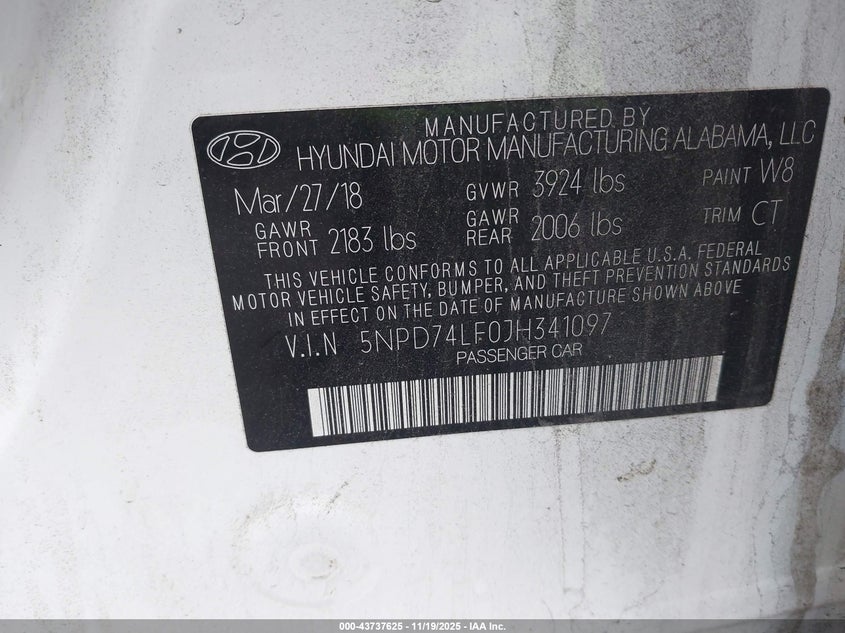 MANUFACTURED BY
HYUNDAI MOTOR MANUFACTURING ALABAMA, LLC
Mar/27/18 GVWR 3924 lbs PAINT W8
GAWR FRONT 2183 lbs GAWR REAR 2006 lbs TRIM CT
THIS VEHICLE CONFORMS TO ALL APPLICABLE U.S.A. FEDERAL
MOTOR VEHICLE SAFETY, BUMPER, AND THEFT PREVENTION STANDARDS
IN EFFECT ON THE DATE OF MANUFACTURE SHOWN ABOVE
V.I.N 5NPD74LF0JH341097
PASSENGER CAR
000-43737625 - 11/19/2025 - IAA Inc.